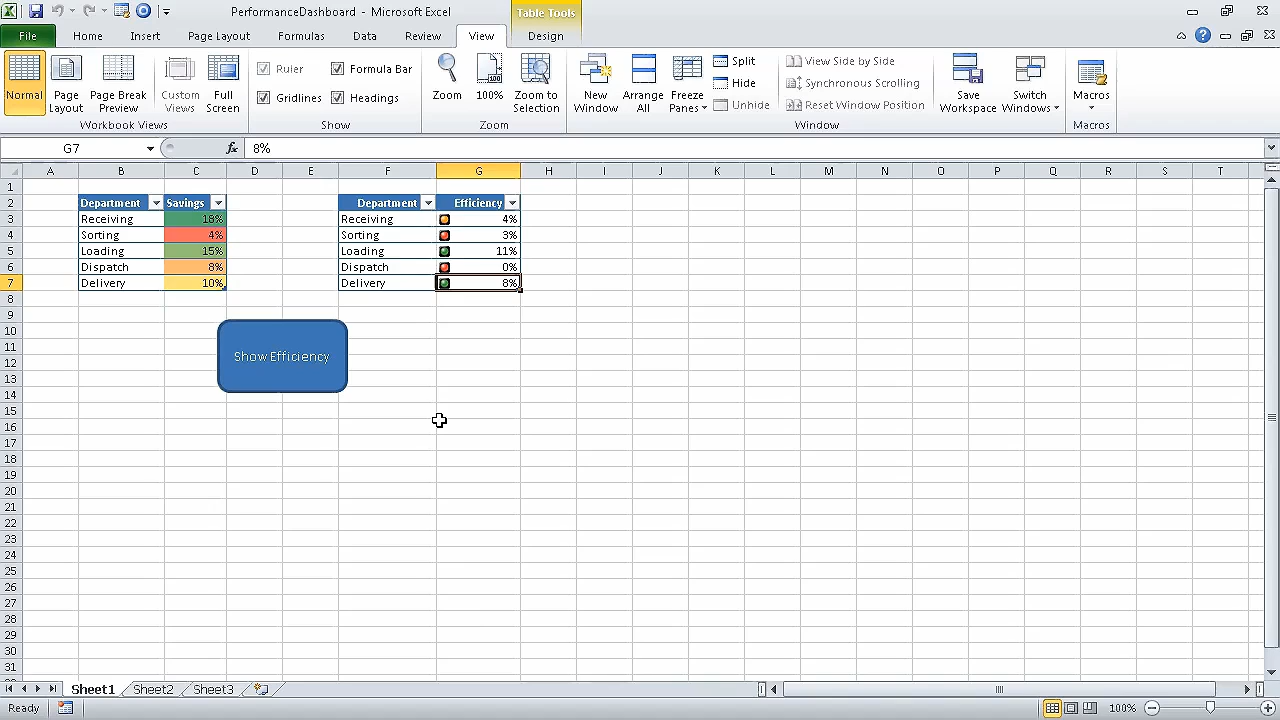 PerformanceDashboard - Microsoft Excel
Table Tools
File Home Insert Page Layout Formulas Data Review View Design
Normal
Page Layout
Page Break Preview
Custom Views
Full Screen
Workbook Views
Ruler
Formula Bar
Gridlines
Headings
Show
Zoom
100%
Zoom to Selection
Zoom
New Window
Arrange All
Freeze Panes
Split
Hide
Unhide
View Side by Side
Synchronous Scrolling
Reset Window Position
Window
Save Workspace
Switch Windows
Macros
Macros
G7 fx 8%
A B C D E F G H I J K L M N O P Q R S T
1
2 Department Savings Department Efficiency
3 Receiving Receiving 4%
4 Sorting 4% Sorting 3%
5 Loading 15% Loading 11%
6 Dispatch 8% Dispatch 0%
7 Delivery 10% Delivery 8%
8
9
10
11
12 Show Efficiency
13
14
15
16
17
18
19
20
21
22
23
24
25
26
27
28
29
30
31
Sheet1 Sheet2 Sheet3
Ready 100%